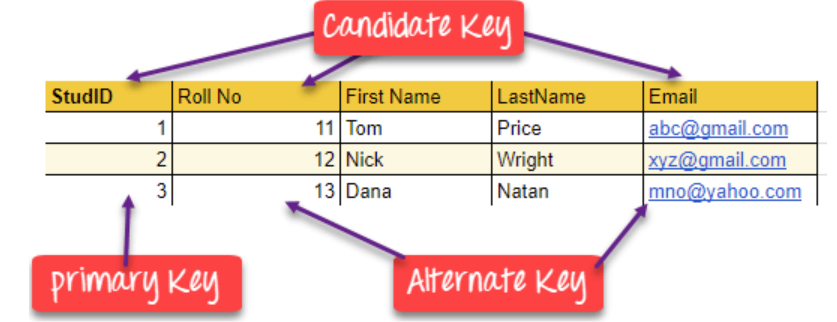 Candidate Key
StudID Roll No First Name LastName Email
1 11 Tom Price abc@gmail.com
2 12 Nick Wright xyz@gmail.com
3 13 Dana Natan mno@yahoo.com
primary Key Alternate Key